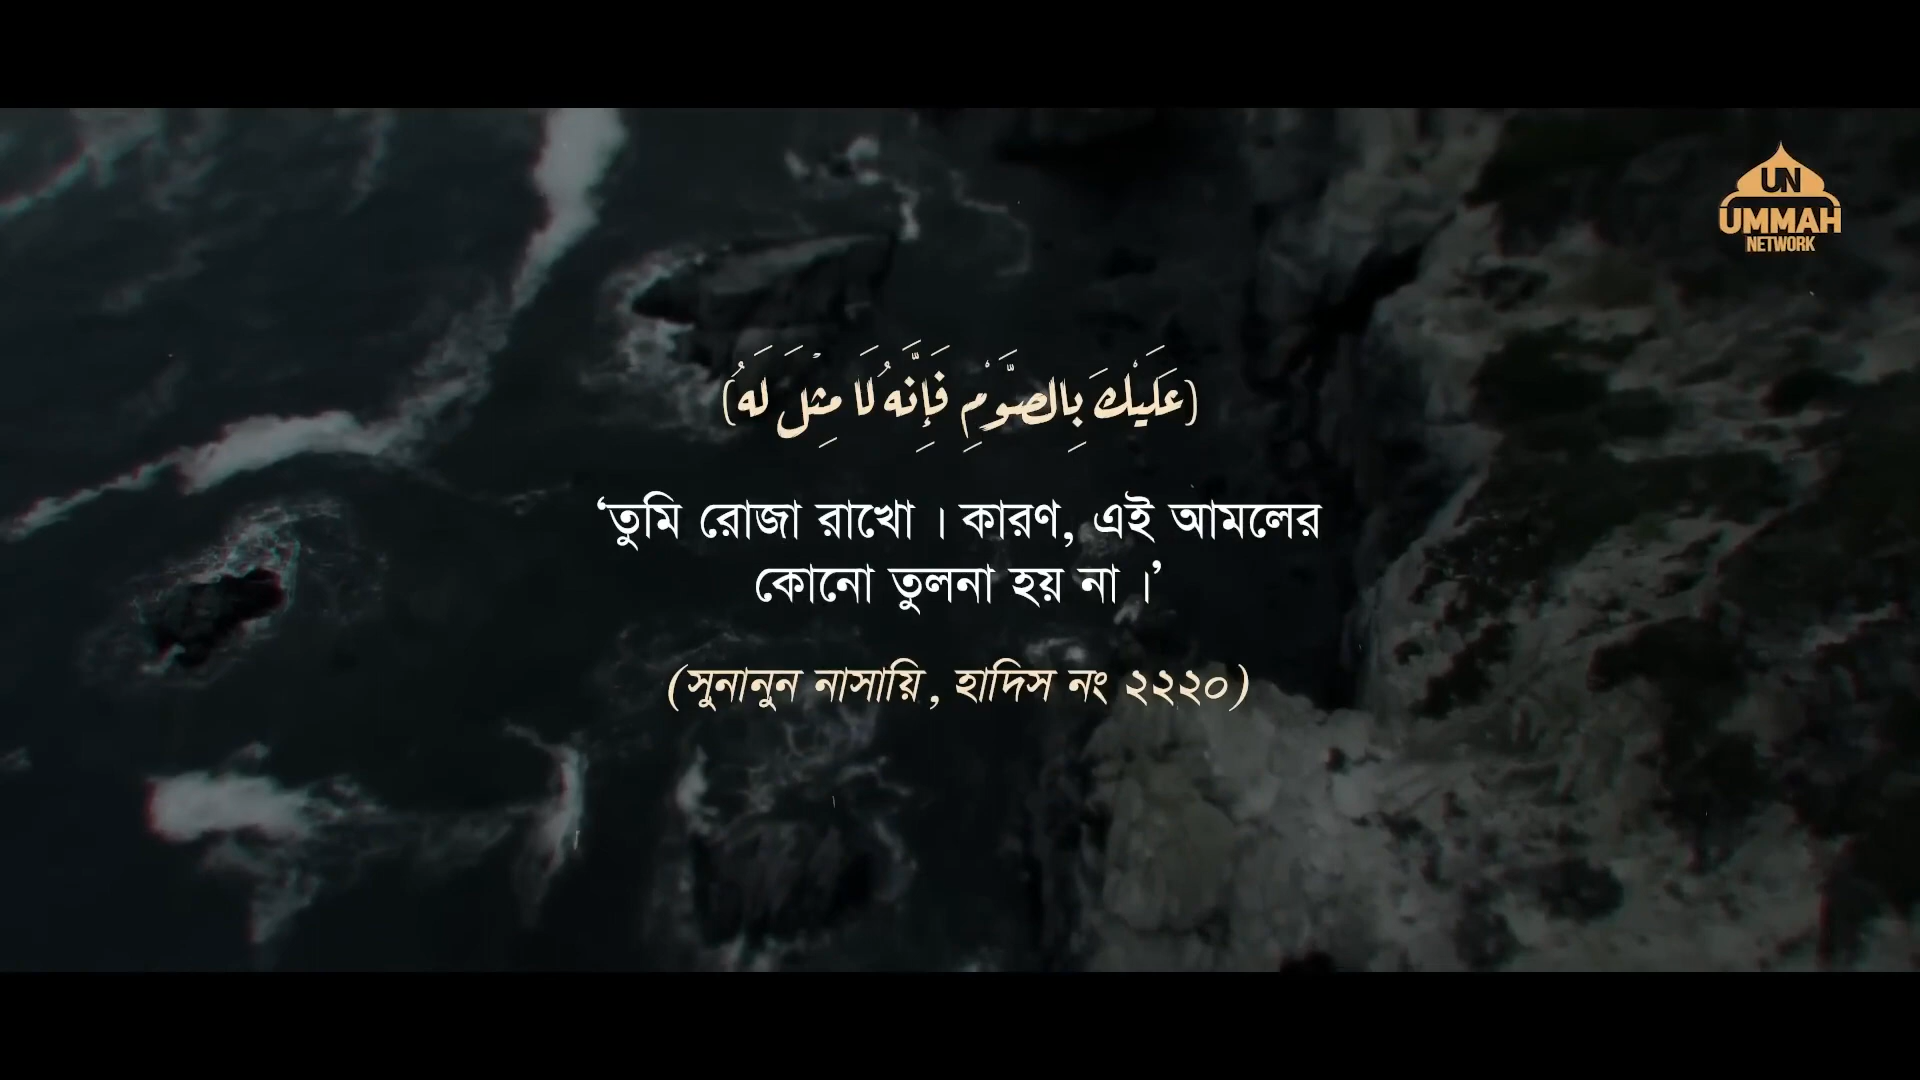 UN
UMMAH
NETWORK
(عَلَيْكَ بِالصَّوْمِ فَإِنَّهُ لَا مِثْلَ لَهُ)
‘তুমি রোজা রাখো। কারণ, এই আমলের
কোনো তুলনা হয় না।’
(সুনানুন নাসায়ি, হাদিস নং ২২২০)